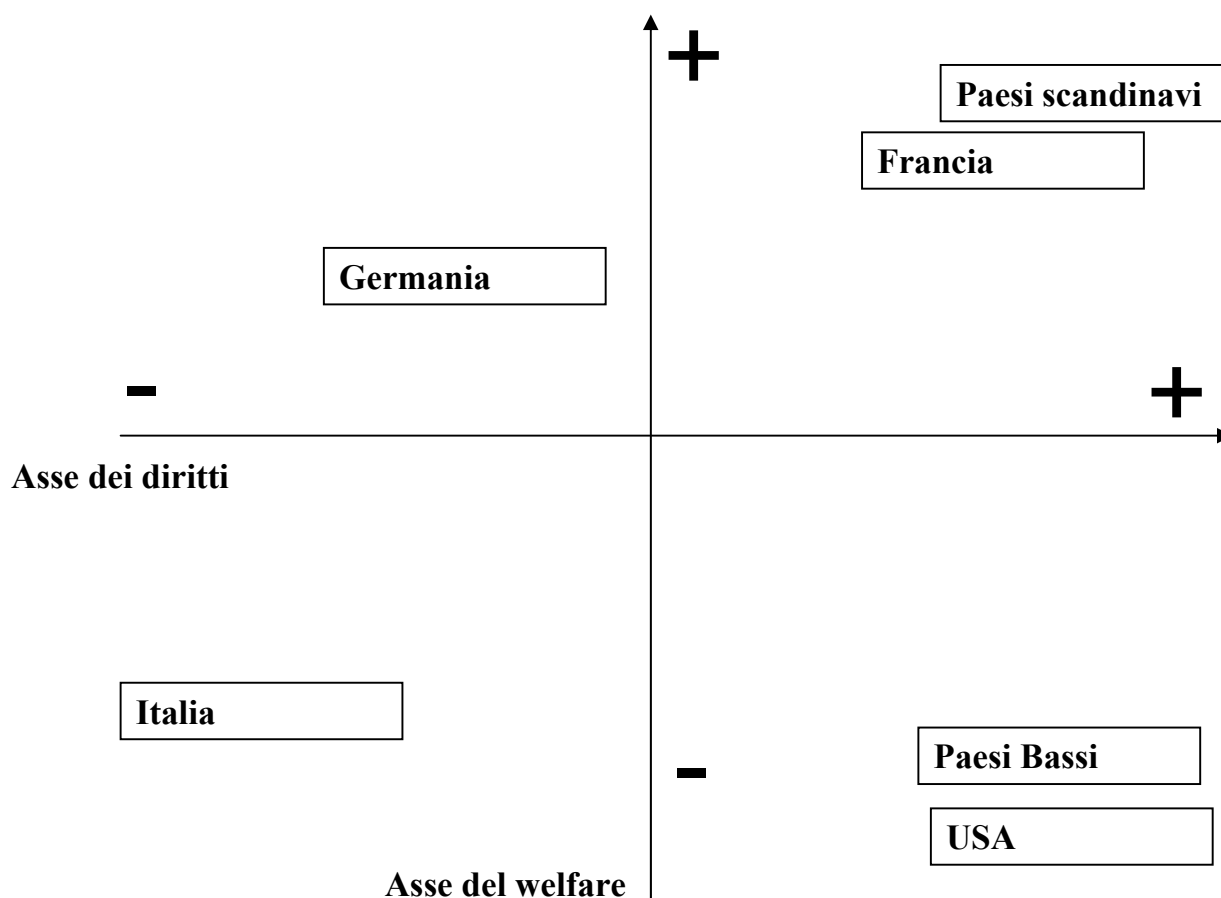 +
Paesi scandinavi
Francia
Germania
-
+
Asse dei diritti
Italia
Paesi Bassi
-
USA
Asse del welfare